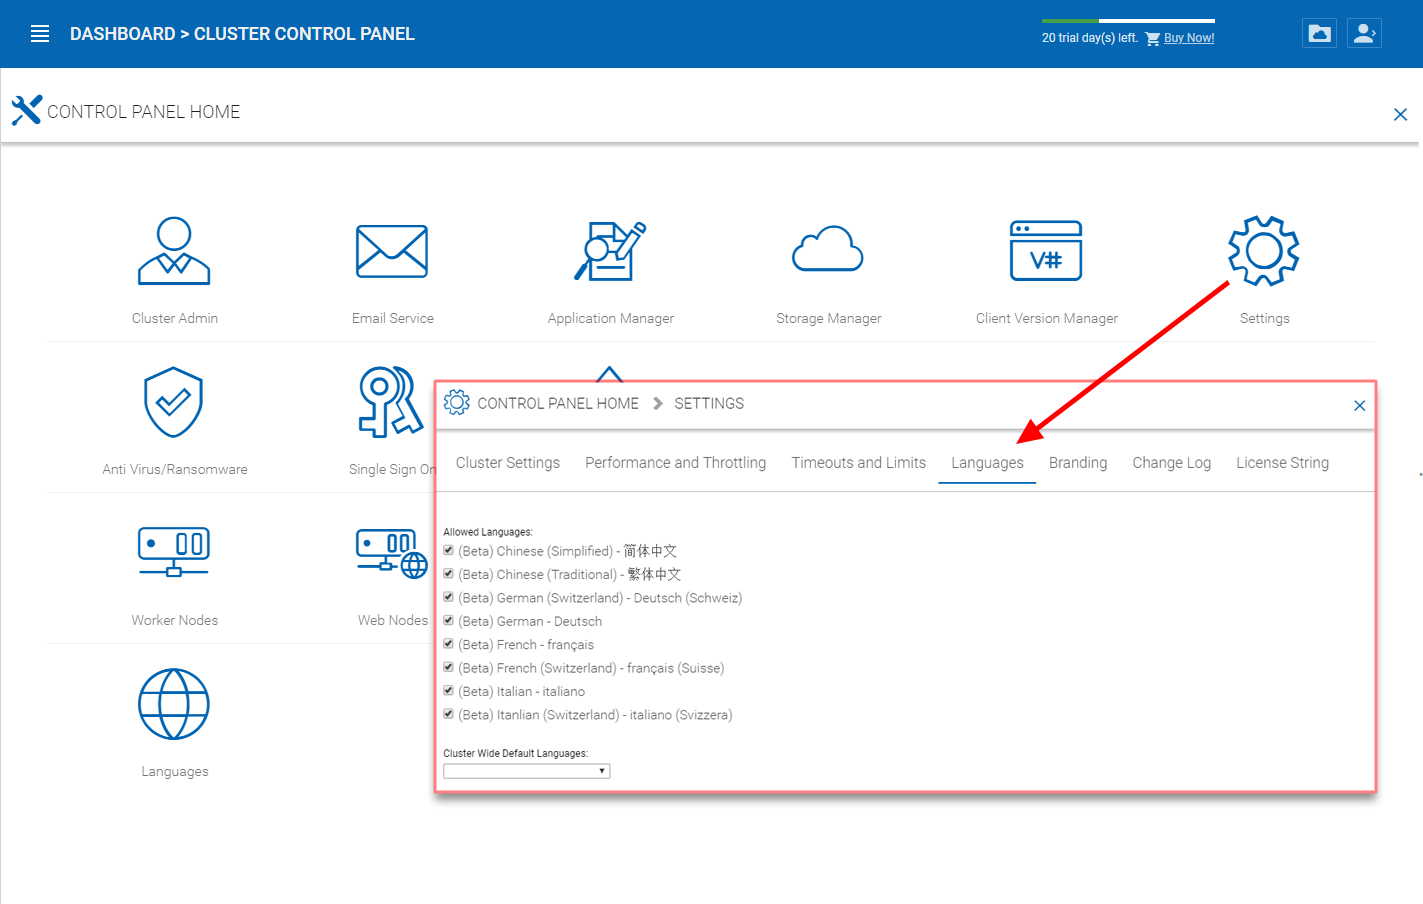 DASHBOARD > CLUSTER CONTROL PANEL
20 trial day(s) left. Buy Now!
CONTROL PANEL HOME
Cluster Admin
Email Service
Application Manager
Storage Manager
V#
Client Version Manager
Settings
Anti Virus/Ransomware
Single Sign On
Worker Nodes
Web Nodes
Languages
CONTROL PANEL HOME > SETTINGS
Cluster Settings Performance and Throttling Timeouts and Limits Languages Branding Change Log License String
Allowed Languages:
(Beta) Chinese (Simplified) - 简体中文
(Beta) Chinese (Traditional) - 繁体中文
(Beta) German (Switzerland) - Deutsch (Schweiz)
(Beta) German - Deutsch
(Beta) French - français
(Beta) French (Switzerland) - français (Suisse)
(Beta) Italian - italiano
(Beta) Itanlian (Switzerland) - italiano (Svizzera)
Cluster Wide Default Languages: